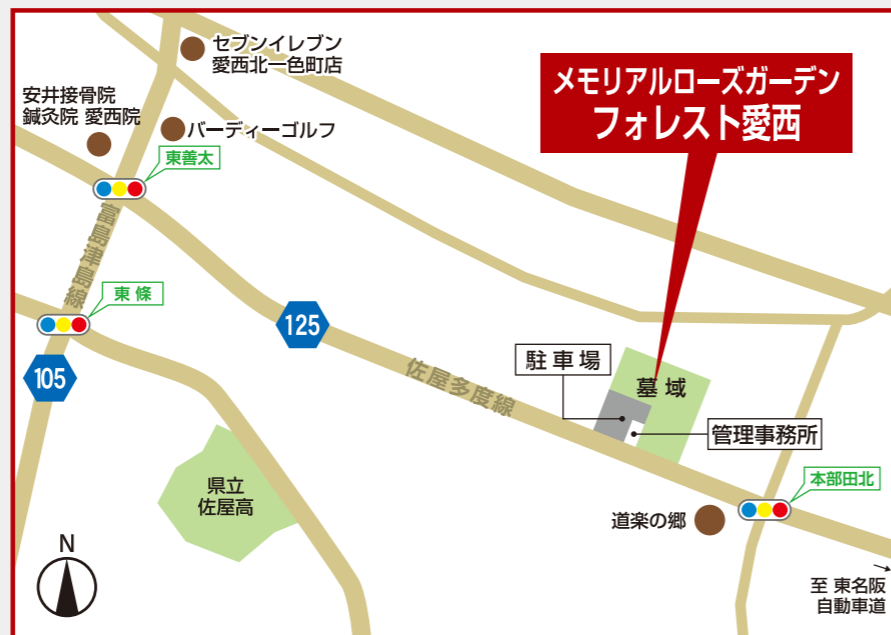 セブンイレブン
愛西北一色町店
安井接骨院
鍼灸院 愛西院
バーディーゴルフ
東善太
メモリアルローズガーデン
フォレスト愛西
富島津島線
東 條
105
125
佐屋多度線
駐 車 場
墓 域
管理事務所
県立
佐屋高
本部田北
道楽の郷
N
至 東名阪
自動車道